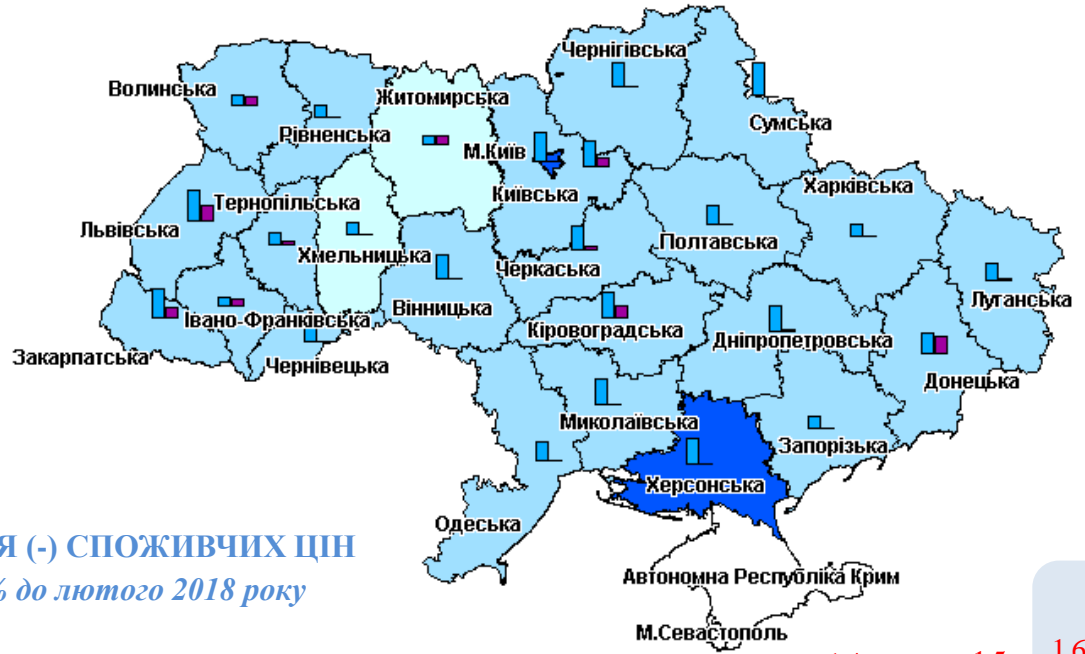 Чернігівська
Волинська
Житомирська
Сумська
Рівненська
М.Київ
Київська
Харківська
Тернопільська
Львівська
Хмельницька
Полтавська
Черкаська
Луганська
Вінницька
Івано-Франківська
Кіровоградська
Дніпропетровська
Закарпатська
Чернівецька
Донецька
Миколаївська
Запорізька
Херсонська
Одеська
Я (-) СПОЖИВЧИХ ЦІН
% до лютого 2018 року
Автономна Республіка Крим
М.Севастополь